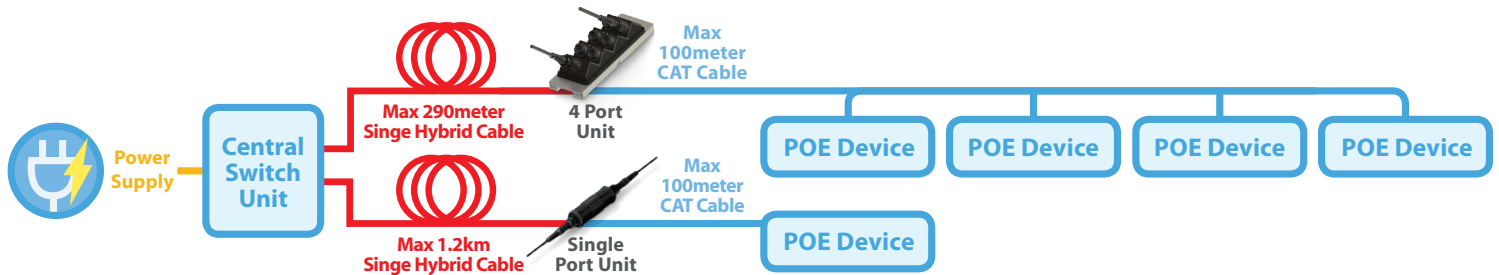 Max
100meter
CAT Cable
Max 290meter
Singe Hybrid Cable
4 Port
Unit
POE Device
POE Device
POE Device
POE Device
Power
Supply
Central
Switch
Unit
Max
100meter
CAT Cable
Max 1.2km
Singe Hybrid Cable
Single
Port Unit
POE Device